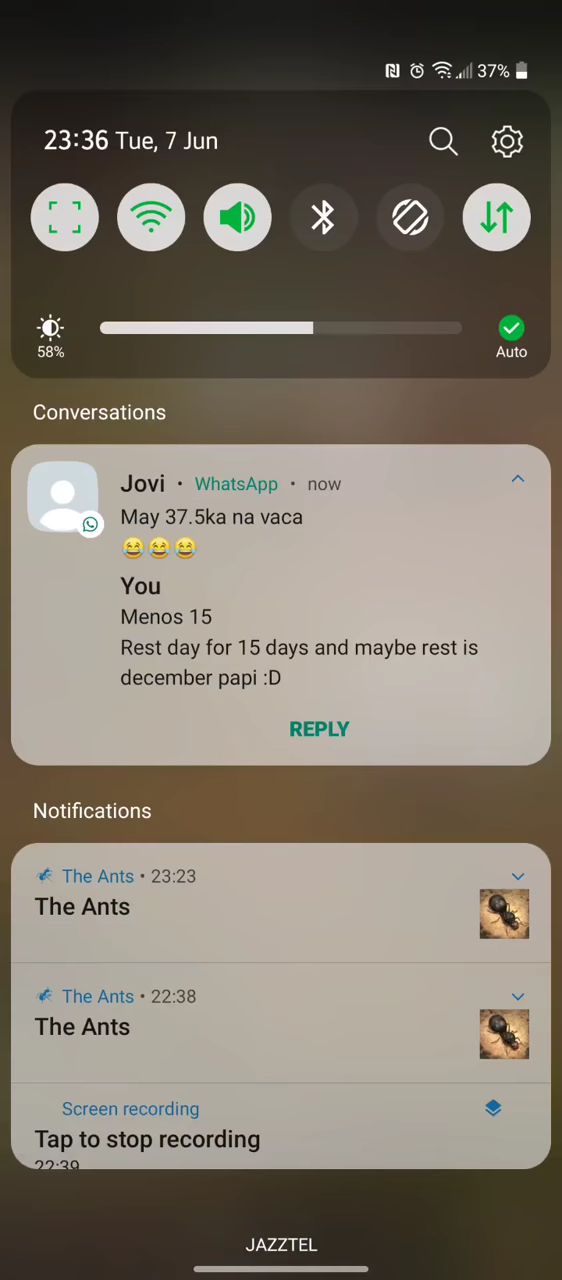 37%
23:36 Tue, 7 Jun
58%
Auto
Conversations
Jovi • WhatsApp • now
May 37.5ka na vaca
😂😂😂
You
Menos 15
Rest day for 15 days and maybe rest is
december papi :D
REPLY
Notifications
The Ants • 23:23
The Ants
The Ants • 22:38
The Ants
Screen recording
Tap to stop recording
22:39
JAZZTEL